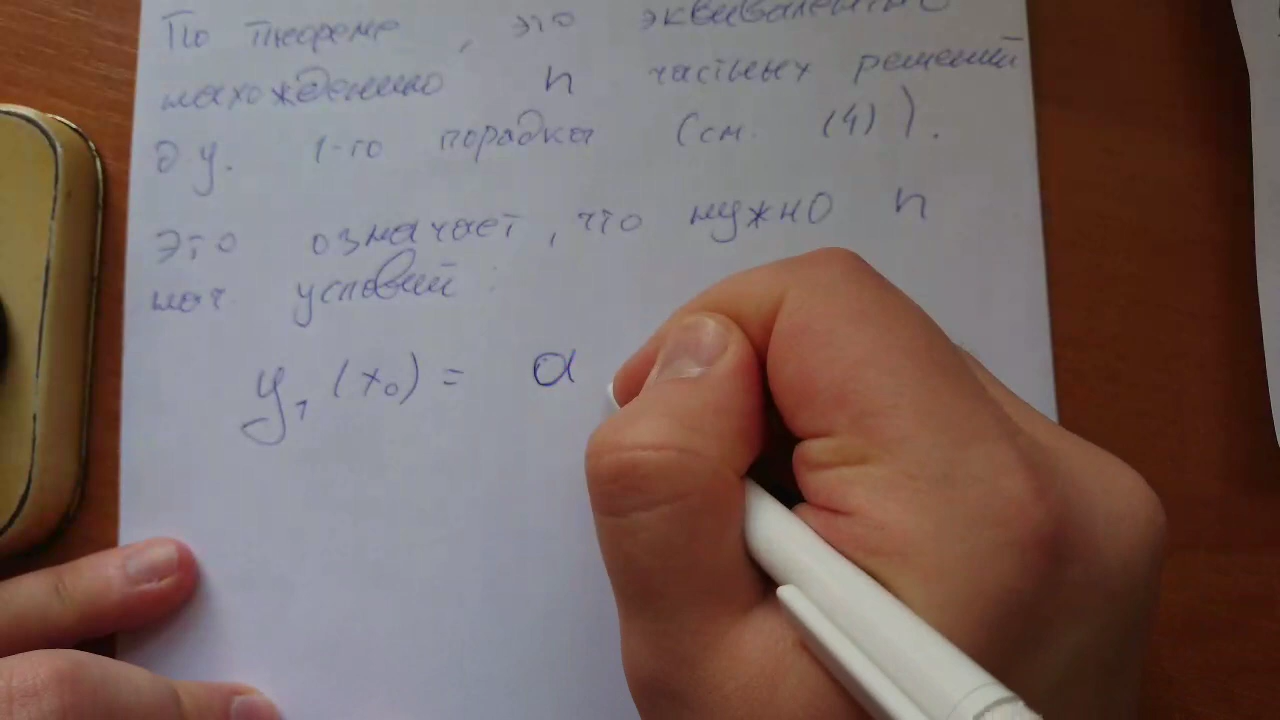 По теореме, это эквивалентно
нахождению n частных решений
д.у. 1-го порядка (см. (4)).
Это означает, что нужно n
нач. условий:
y₁(x₀) = a